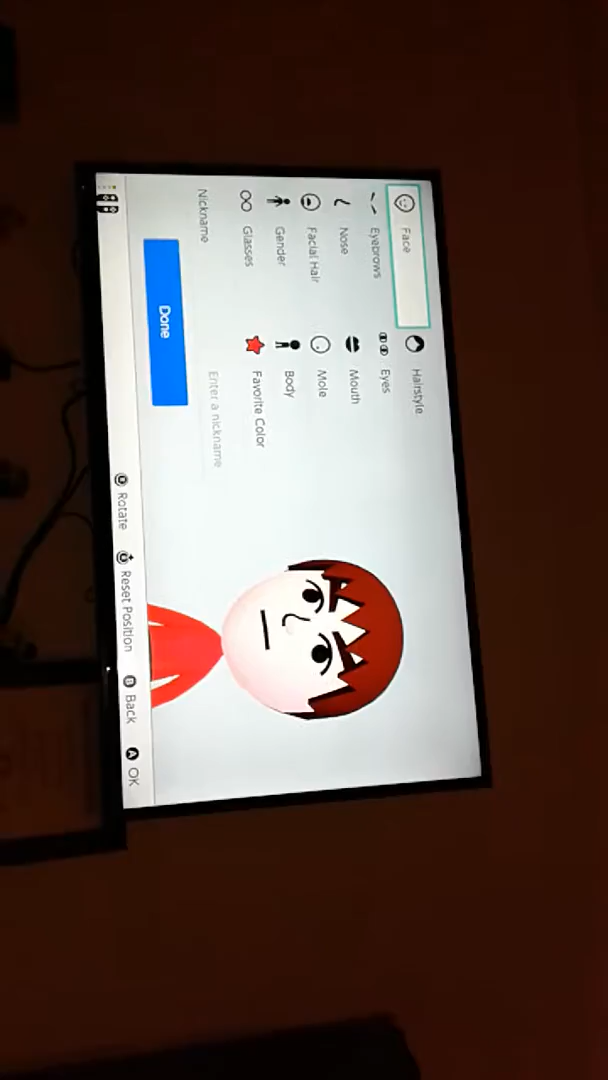 Face
Hairstyle
Eyebrows
Eyes
Nose
Mouth
Facial Hair
Mole
Gender
Body
Glasses
Favorite Color
Nickname
Enter a nickname
Done
Rotate
Reset Position
B Back
A OK